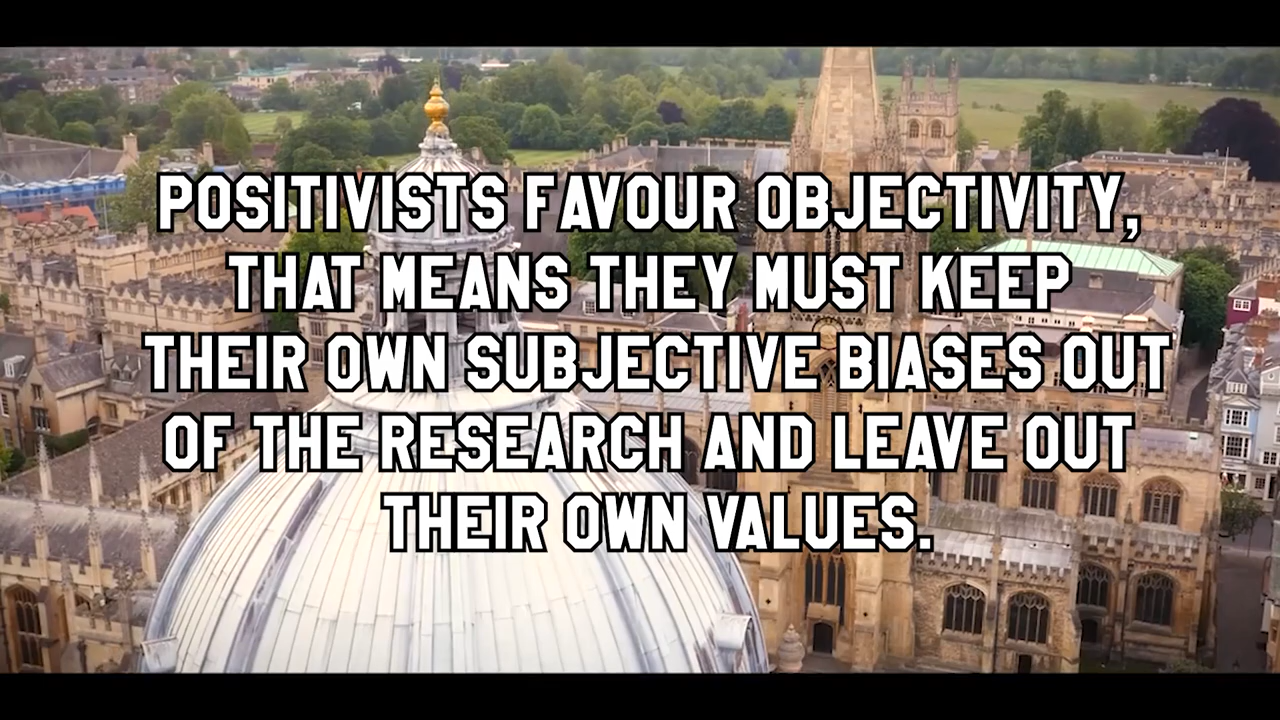 POSITIVISTS FAVOUR OBJECTIVITY,
THAT MEANS THEY MUST KEEP
THEIR OWN SUBJECTIVE BIASES OUT
OF THE RESEARCH AND LEAVE OUT
THEIR OWN VALUES.